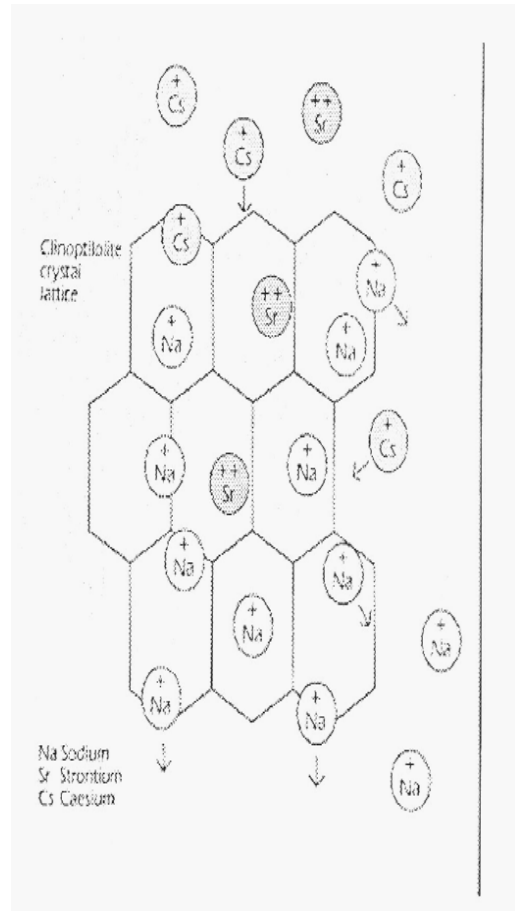 +
Cs
++
Sr
+
Cs
+
Cs
+
Cs
Clinoptilolite
crystal
lattice
+
Na
++
Sr
+
Na
+
Na
+
Cs
+
Na
+
Na
++
Sr
+
Na
+
Na
+
Na
+
Na
+
Na
+
Na
Na Sodium
Sr Strontium
Cs Caesium
+
Na